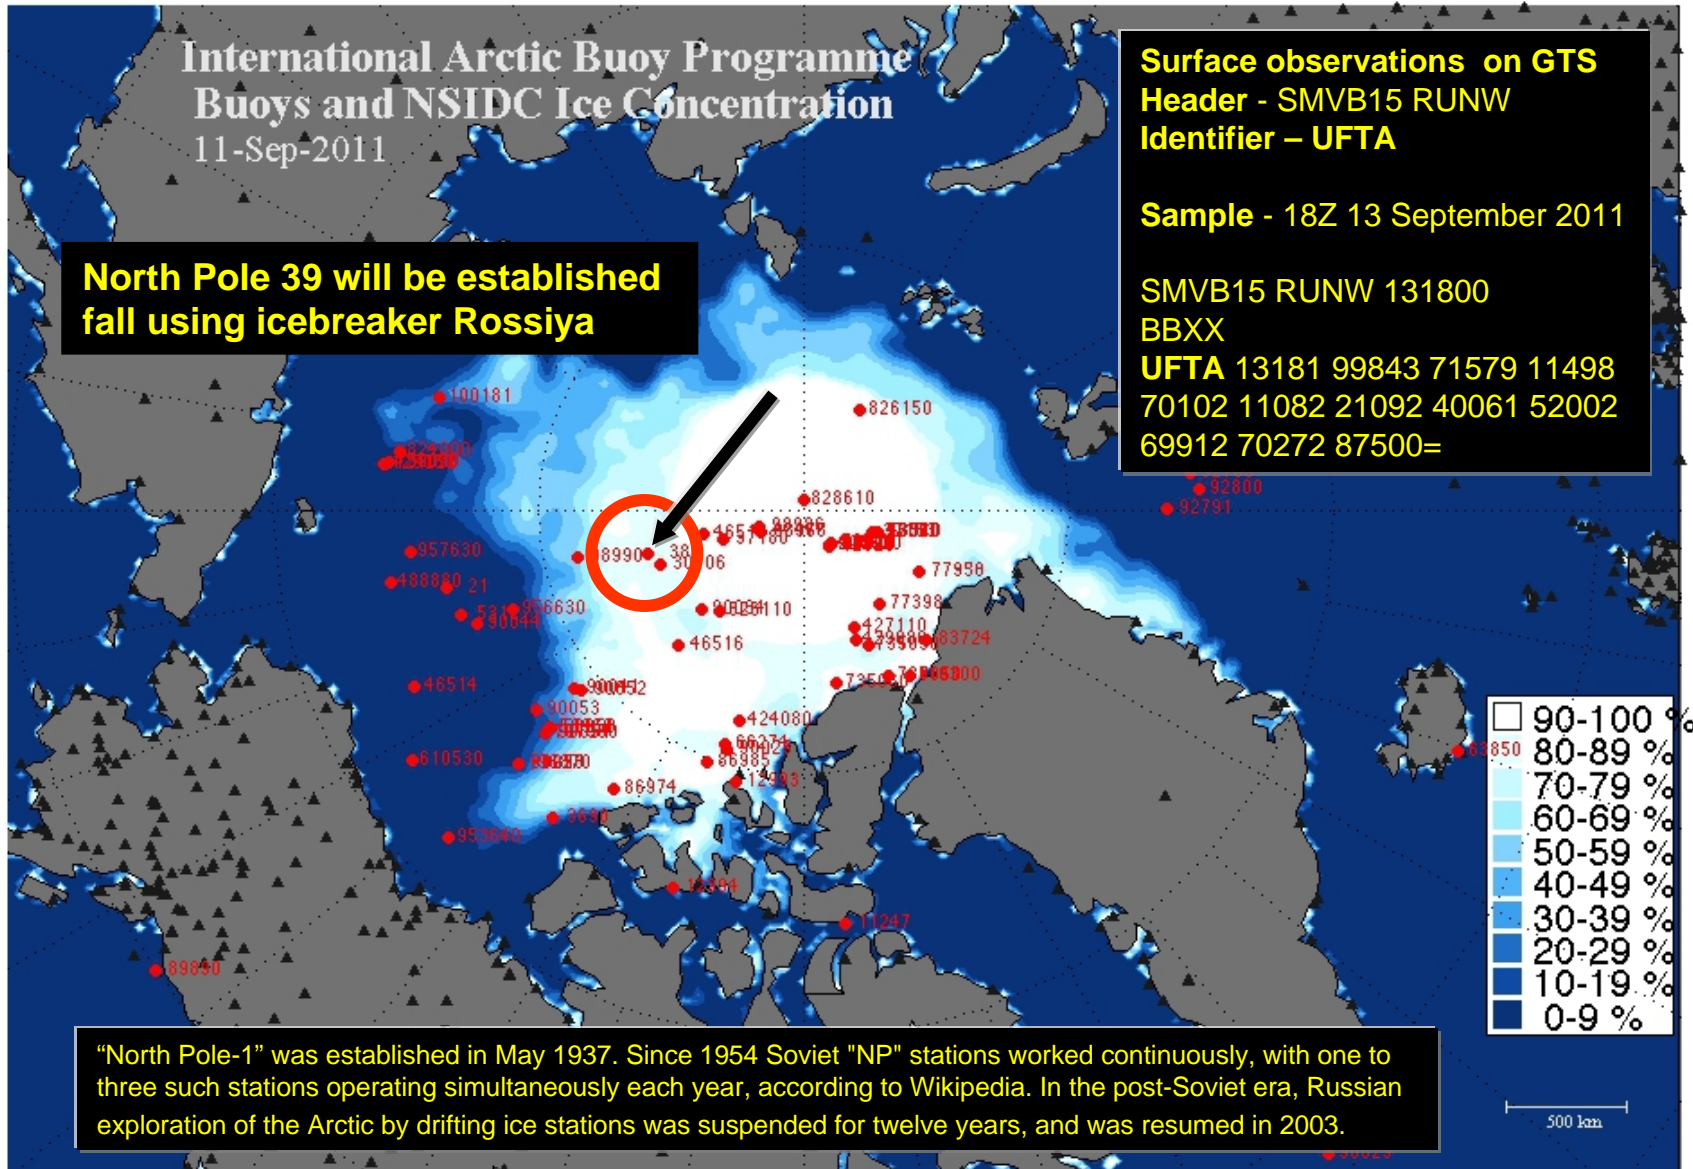 International Arctic Buoy Programme
Buoys and NSIDC Ice Concentration
11-Sep-2011
Surface observations on GTS
Header - SMVB15 RUNW
Identifier – UFTA
Sample - 18Z 13 September 2011
SMVB15 RUNW 131800
BBXX
UFTA 13181 99843 71579 11498
70102 11082 21092 40061 52002
69912 70272 87500=
North Pole 39 will be established
fall using icebreaker Rossiya
100181
826150
828610
92800
92791
957630
488880
21
956630
46516
46514
90053
610530
953640
86974
424080
86985
12993
77398
427110
83724
11247
89890
63850
90-100 %
80-89 %
70-79 %
60-69 %
50-59 %
40-49 %
30-39 %
20-29 %
10-19 %
0-9 %
“North Pole-1” was established in May 1937. Since 1954 Soviet "NP" stations worked continuously, with one to
three such stations operating simultaneously each year, according to Wikipedia. In the post-Soviet era, Russian
exploration of the Arctic by drifting ice stations was suspended for twelve years, and was resumed in 2003.
500 km